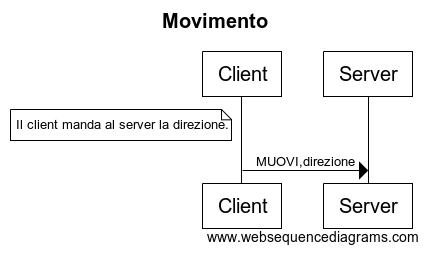 Movimento
Client
Server
Il client manda al server la direzione.
MUOVI,direzione
Client
Server
www.websequencediagrams.com